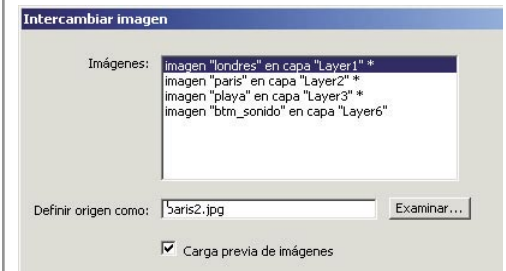 Intercambiar imagen
Imágenes:
imagen "londres" en capa "Layer1" *
imagen "paris" en capa "Layer2" *
imagen "playa" en capa "Layer3" *
imagen "btm_sonido" en capa "Layer6"
Definir origen como: paris2.jpg Examinar...
Carga previa de imágenes